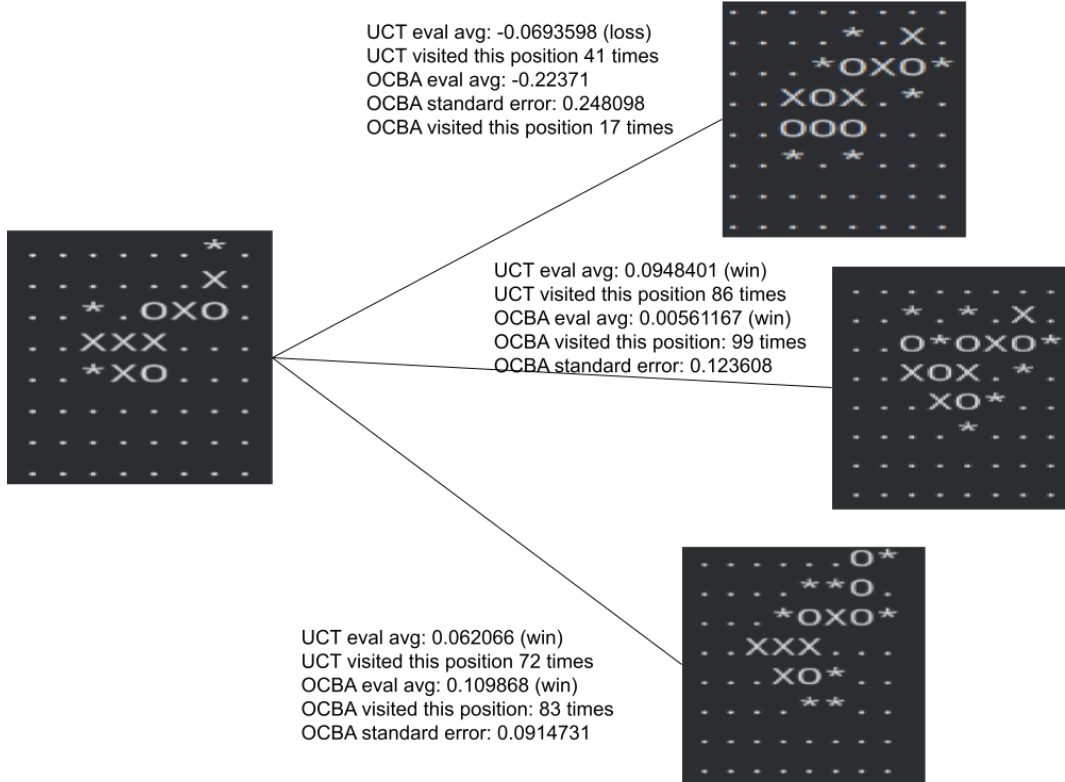 UCT eval avg: -0.0693598 (loss)
UCT visited this position 41 times
OCBA eval avg: -0.22371
OCBA standard error: 0.248098
OCBA visited this position 17 times
. . . . . . . .
. . . . * . X .
. . . * O X O *
. . X O X . * .
. . O O O . . .
. . * . * . . .
. . . . . . . .
. . . . . . . .
. . . . . . * .
. . . . . . X .
. . * . O X O .
. . X X X . . .
. . * X O . . .
. . . . . . . .
. . . . . . . .
. . . . . . . .
UCT eval avg: 0.0948401 (win)
UCT visited this position 86 times
OCBA eval avg: 0.00561167 (win)
OCBA visited this position: 99 times
OCBA standard error: 0.123608
. . . . . . . .
. . * . * . X .
. . O * O X O *
. . X O X . * .
. . . X O * . .
. . . . * . . .
. . . . . . . .
. . . . . . . .
UCT eval avg: 0.062066 (win)
UCT visited this position 72 times
OCBA eval avg: 0.109868 (win)
OCBA visited this position: 83 times
OCBA standard error: 0.0914731
. . . . . . O *
. . . . * * O .
. . . * O X O *
. . X X X . . .
. . . X O * . .
. . . . * * . .
. . . . . . . .
. . . . . . . .